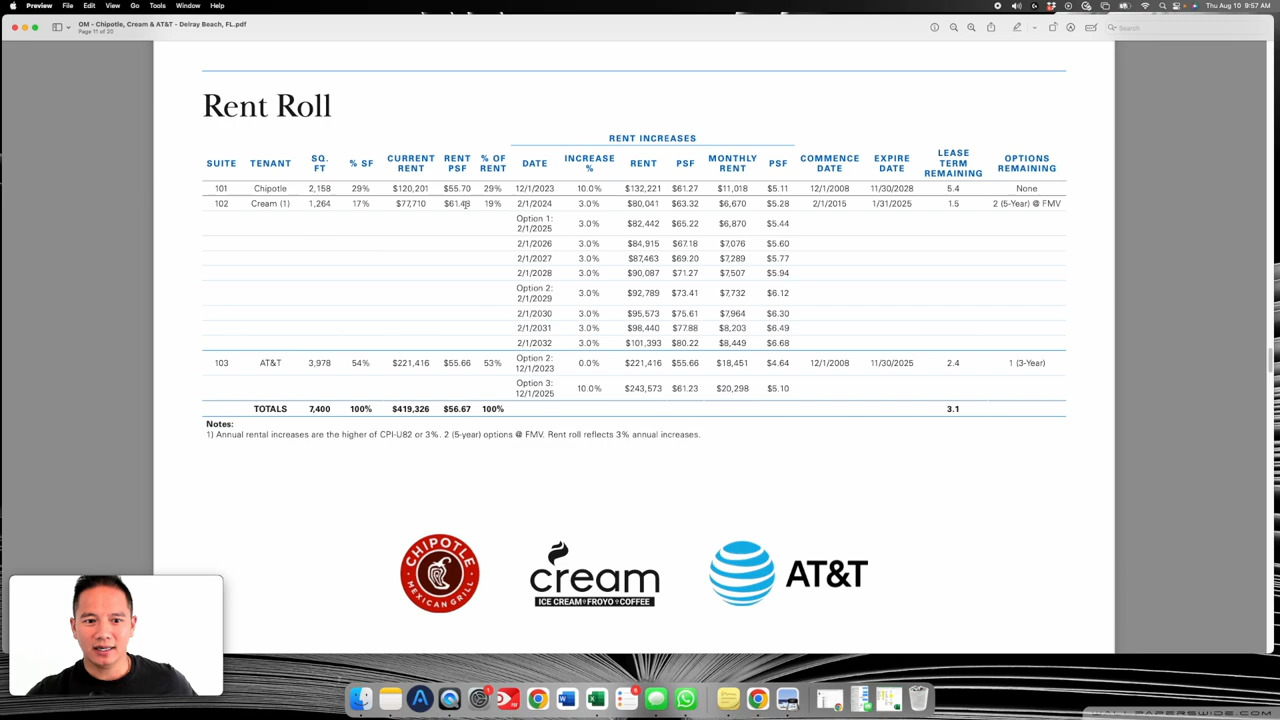 Preview File Edit View Go Tools Window Help Thu Aug 10 9:57 AM
OM - Chipotle, Cream & AT&T - Delray Beach, FL.pdf
Page 11 of 20
Search
Rent Roll
RENT INCREASES
SUITE TENANT SQ. FT % SF CURRENT RENT RENT PSF % OF RENT DATE INCREASE % RENT PSF MONTHLY RENT PSF COMMENCE DATE EXPIRE DATE LEASE TERM REMAINING OPTIONS REMAINING
101 Chipotle 2,158 29% $120,201 $55.70 29% 12/1/2023 10.0% $132,221 $61.27 $11,018 $5.11 12/1/2008 11/30/2028 5.4 None
102 Cream (1) 1,264 17% $77,710 $61.48 19% 2/1/2024 3.0% $80,041 $63.32 $6,670 $5.28 2/1/2015 1/31/2025 1.5 2 (5-Year) @ FMV
Option 1: 2/1/2025 3.0% $82,442 $65.22 $6,870 $5.44
2/1/2026 3.0% $84,915 $67.18 $7,076 $5.60
2/1/2027 3.0% $87,463 $69.20 $7,289 $5.77
2/1/2028 3.0% $90,087 $71.27 $7,507 $5.94
Option 2: 2/1/2029 3.0% $92,789 $73.41 $7,732 $6.12
2/1/2030 3.0% $95,573 $75.61 $7,964 $6.30
2/1/2031 3.0% $98,440 $77.88 $8,203 $6.49
2/1/2032 3.0% $101,393 $80.22 $8,449 $6.68
103 AT&T 3,978 54% $221,416 $55.66 53% Option 2: 12/1/2023 0.0% $221,416 $55.66 $18,451 $4.64 12/1/2008 11/30/2025 2.4 1 (3-Year)
Option 3: 12/1/2025 10.0% $243,573 $61.23 $20,298 $5.10
TOTALS 7,400 100% $419,326 $56.67 100% 3.1
Notes:
1) Annual rental increases are the higher of CPI-U82 or 3%. 2 (5-year) options @ FMV. Rent roll reflects 3% annual increases.
CHIPOTLE
MEXICAN GRILL
cream
ICE CREAM•FROYO•COFFEE
AT&T